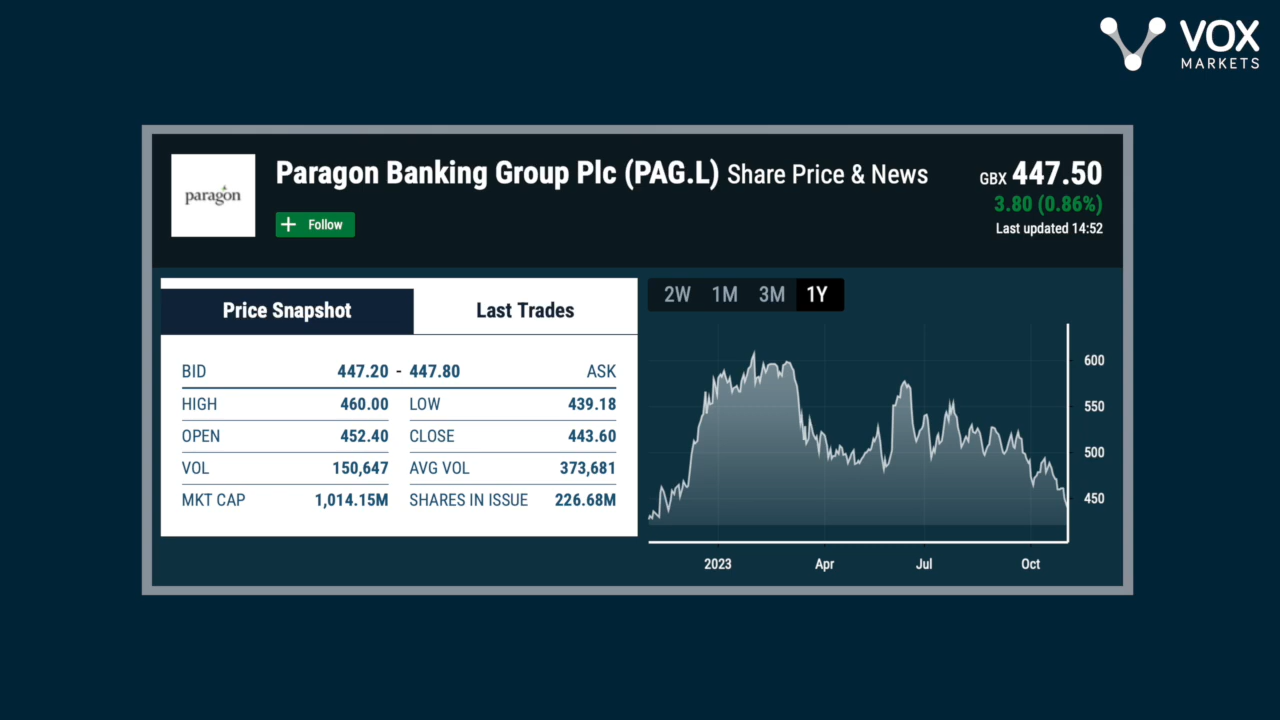 VOX
MARKETS
paragon
Paragon Banking Group Plc (PAG.L) Share Price & News
+ Follow
GBX 447.50
3.80 (0.86%)
Last updated 14:52
Price Snapshot
Last Trades
BID 447.20 - 447.80 ASK
HIGH 460.00 LOW 439.18
OPEN 452.40 CLOSE 443.60
VOL 150,647 AVG VOL 373,681
MKT CAP 1,014.15M SHARES IN ISSUE 226.68M
2W 1M 3M 1Y
600
550
500
450
2023 Apr Jul Oct